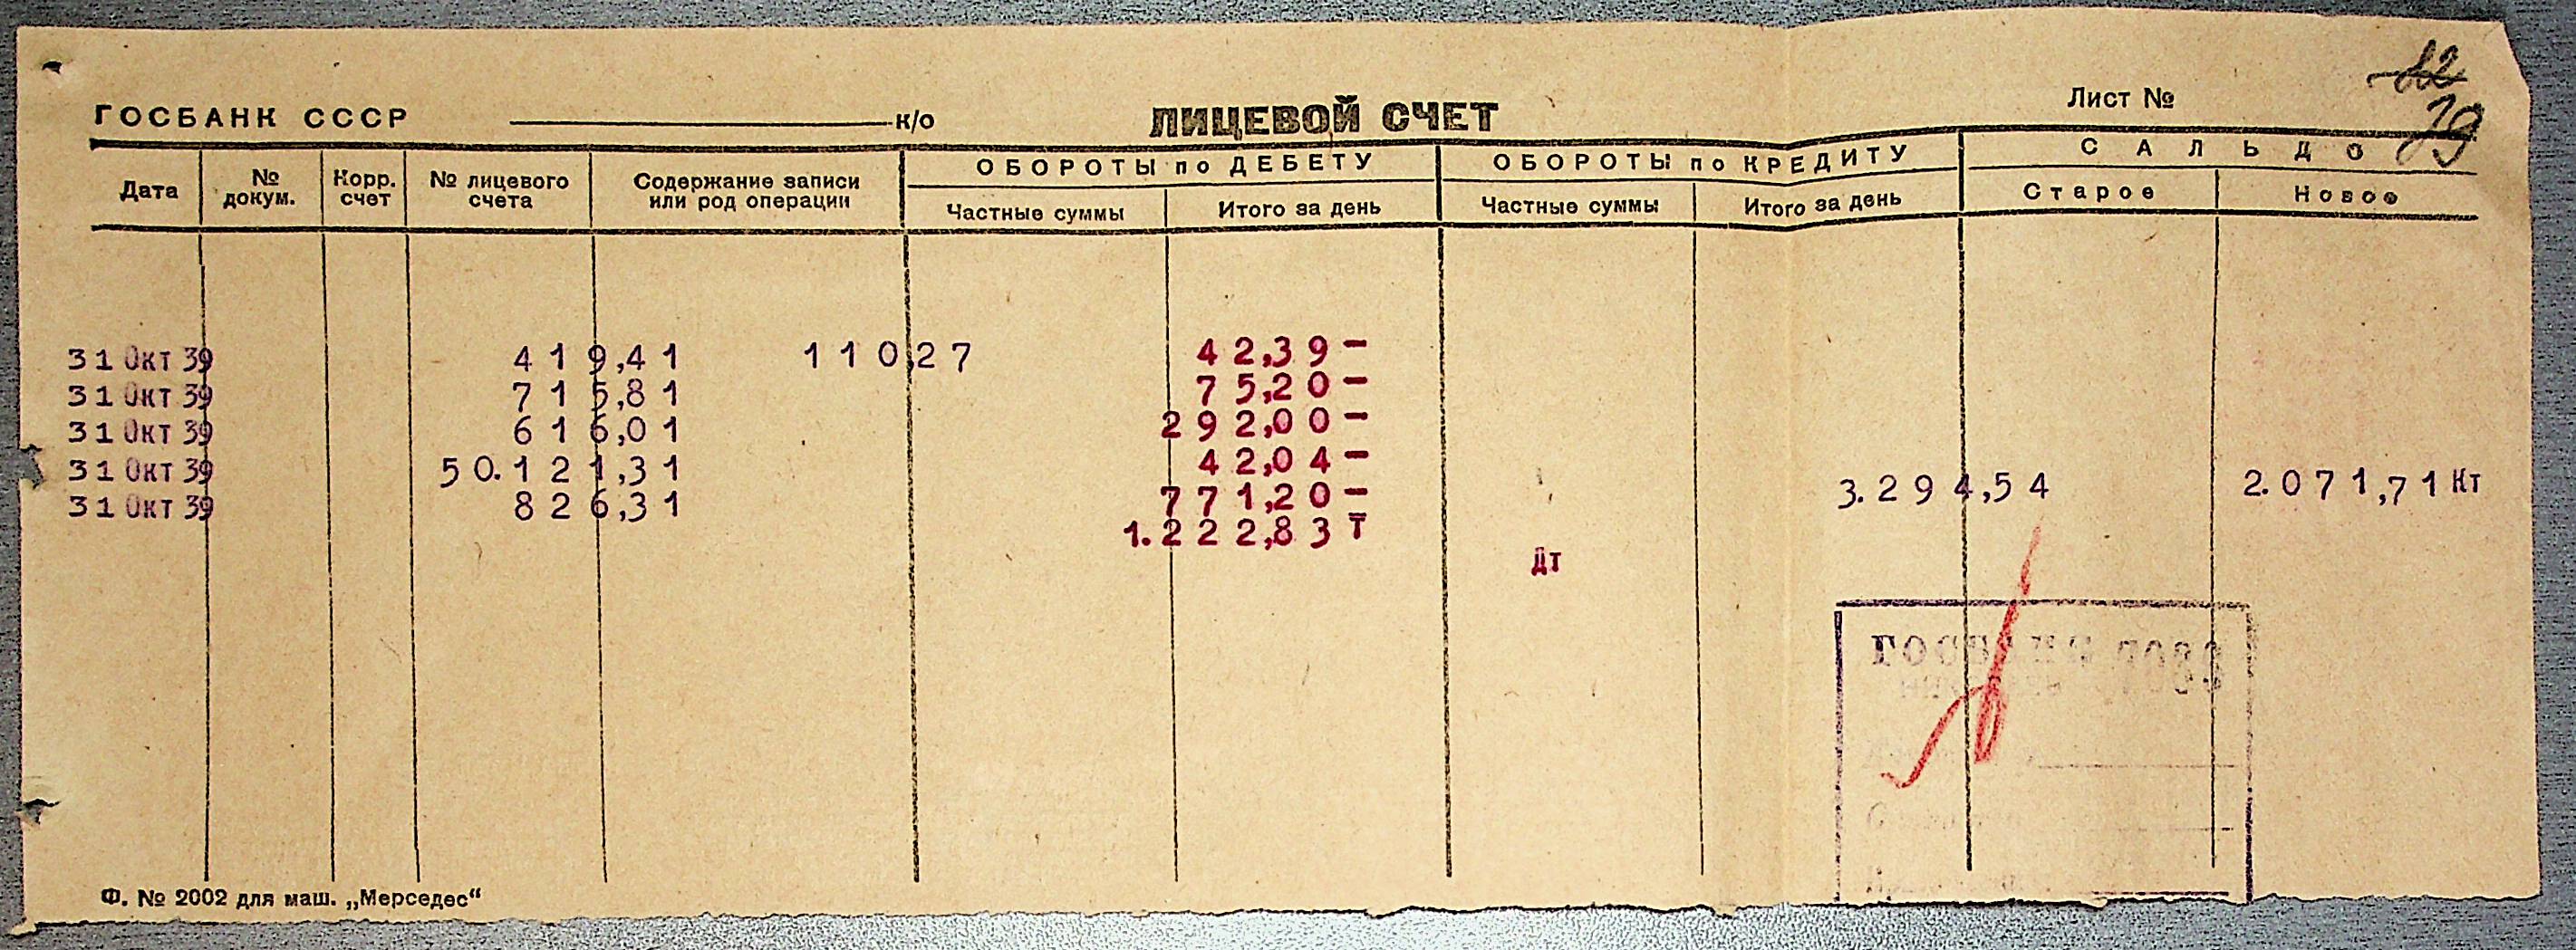 Лист №
19
ГОСБАНК СССР к/о ЛИЦЕВОЙ СЧЕТ
Дата № докум. Корр. счет № лицевого счета Содержание записи или род операции ОБОРОТЫ по ДЕБЕТУ ОБОРОТЫ по КРЕДИТУ САЛЬДО
Частные суммы Итого за день Частные суммы Итого за день Старое Новое
31 Окт 39 419,41 110,27 42,39-
31 Окт 39 715,81 75,20-
31 Окт 39 616,01 292,00-
31 Окт 39 50.121,31 42,04- 3.294,54 2.071,71 Кт
31 Окт 39 826,31 771,20-
1.222,83 T
Дт
ГОСБАНК
Ф. № 2002 для маш. „Мерседес“